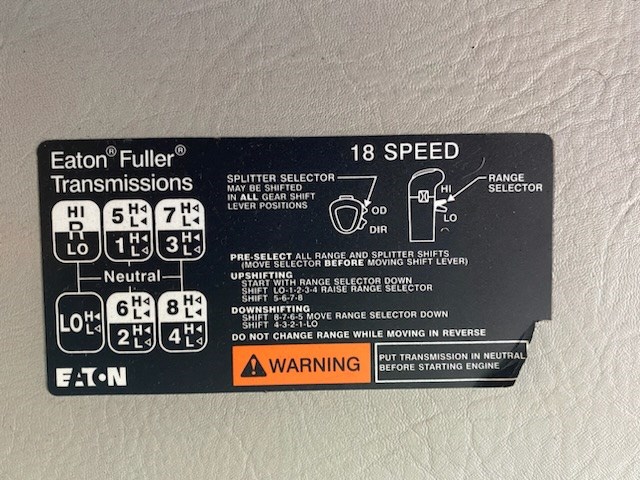 Eaton® Fuller®
Transmissions
18 SPEED
SPLITTER SELECTOR
MAY BE SHIFTED
IN ALL GEAR SHIFT
LEVER POSITIONS
OD
DIR
HI
LO
RANGE
SELECTOR
HI
R
LO
5 H L
1 H L
7 H L
3 H L
Neutral
LO H L
6 H L
2 H L
8 H L
4 H L
PRE-SELECT ALL RANGE AND SPLITTER SHIFTS
(MOVE SELECTOR BEFORE MOVING SHIFT LEVER)
UPSHIFTING
START WITH RANGE SELECTOR DOWN
SHIFT LO-1-2-3-4 RAISE RANGE SELECTOR
SHIFT 5-6-7-8
DOWNSHIFTING
SHIFT 8-7-6-5 MOVE RANGE SELECTOR DOWN
SHIFT 4-3-2-1-LO
DO NOT CHANGE RANGE WHILE MOVING IN REVERSE
WARNING
PUT TRANSMISSION IN NEUTRAL
BEFORE STARTING ENGINE
EATON